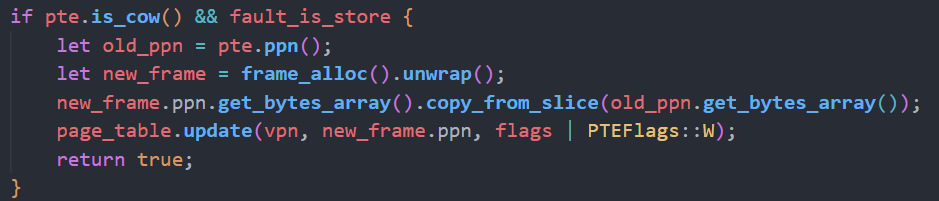 if pte.is_cow() && fault_is_store {
    let old_ppn = pte.ppn();
    let new_frame = frame_alloc().unwrap();
    new_frame.ppn.get_bytes_array().copy_from_slice(old_ppn.get_bytes_array());
    page_table.update(vpn, new_frame.ppn, flags | PTEFlags::W);
    return true;
}